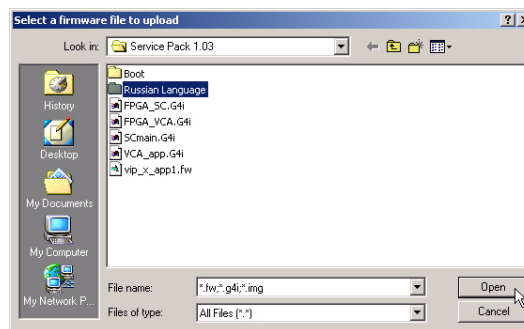 Select a firmware file to upload
Look in: Service Pack 1.03
Boot
Russian Language
FPGA_SC.G4i
FPGA_VCA.G4i
SCmain.G4i
VCA_app.G4i
vip_x_app1.fw
History
Desktop
My Documents
My Computer
My Network P...
File name: *.fw;*.g4i;*.img Open
Files of type: All Files (*.*) Cancel